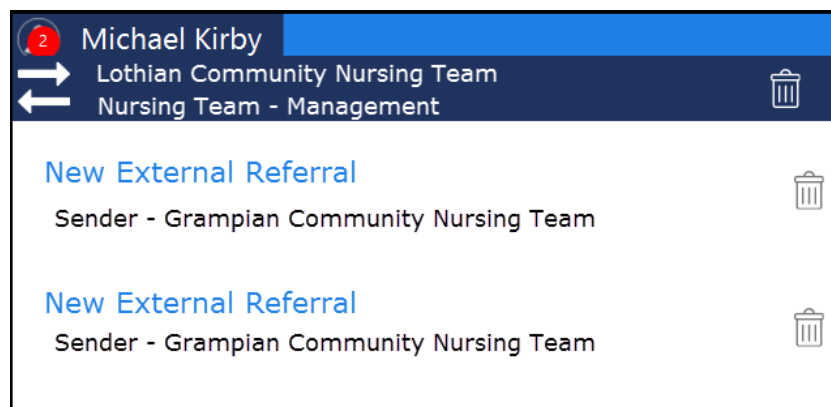 2
Michael Kirby
Lothian Community Nursing Team
Nursing Team - Management
New External Referral
Sender - Grampian Community Nursing Team
New External Referral
Sender - Grampian Community Nursing Team